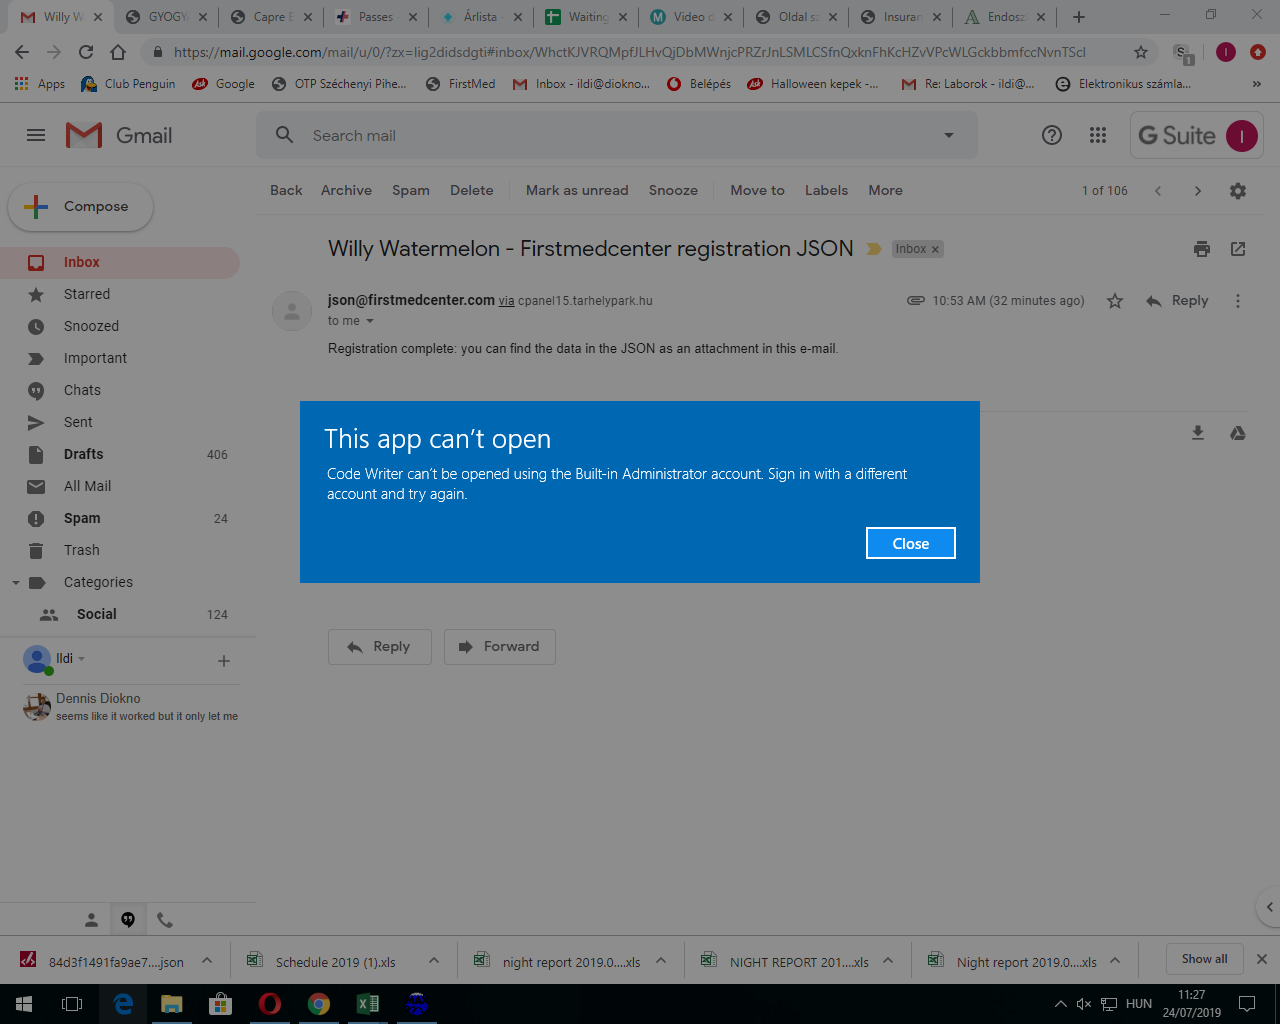 Willy W
GYOGY
Capre E
Passes
Árlista
Waiting
Video c
Oldal sz
Insuran
Endosz
https://mail.google.com/mail/u/0/?zx=lig2didsdgti#inbox/WhctKJVRQMpfJLHvQjDbMWnjcPRZrJnLSMLCSfnQxknFhKcHZvVPcWLGckbbmfccNvnTScl
S
1
I
Apps
Club Penguin
Google
OTP Széchenyi Pihe...
FirstMed
Inbox - ildi@diokno...
Belépés
Halloween kepek -...
Re: Laborok - ildi@...
Elektronikus számla...
»
Gmail
Search mail
G Suite
I
Compose
Back
Archive
Spam
Delete
Mark as unread
Snooze
Move to
Labels
More
1 of 106
Willy Watermelon - Firstmedcenter registration JSON
Inbox ×
Inbox
Starred
Snoozed
Important
Chats
Sent
Drafts 406
All Mail
Spam 24
Trash
Categories
Social 124
json@firstmedcenter.com via cpanel15.tarhelypark.hu
10:53 AM (32 minutes ago)
Reply
to me
Registration complete: you can find the data in the JSON as an attachment in this e-mail.
This app can't open
Code Writer can't be opened using the Built-in Administrator account. Sign in with a different
account and try again.
Close
Reply
Forward
Ildi
Dennis Diokno
seems like it worked but it only let me
84d3f1491fa9ae7....json
Schedule 2019 (1).xls
night report 2019.0....xls
NIGHT REPORT 201....xls
Night report 2019.0....xls
Show all
HUN
11:27
24/07/2019